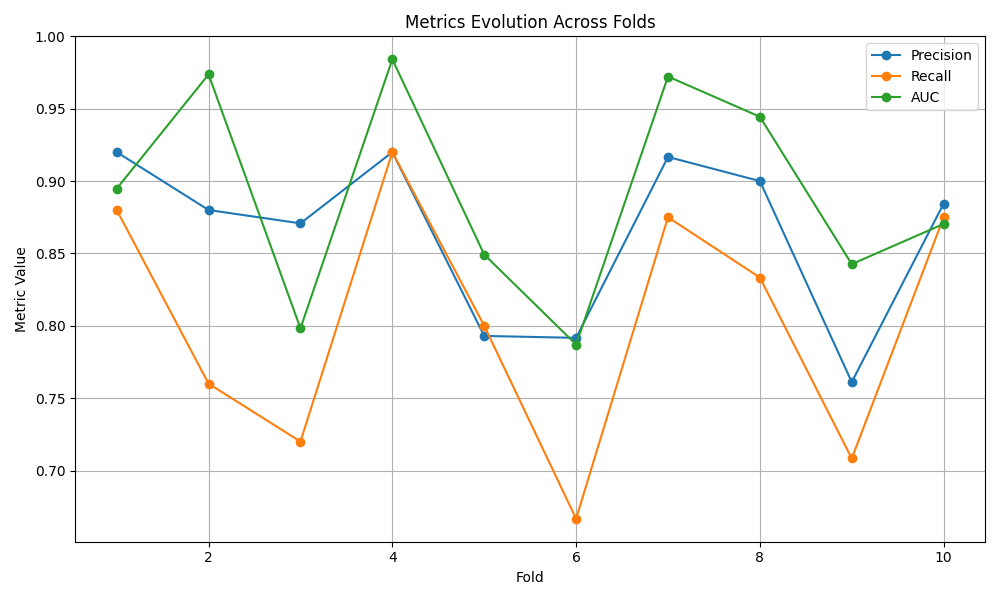 Metrics Evolution Across Folds
1.00
0.95
0.90
0.85
0.80
0.75
0.70
Metric Value
Precision
Recall
AUC
2
4
6
8
10
Fold